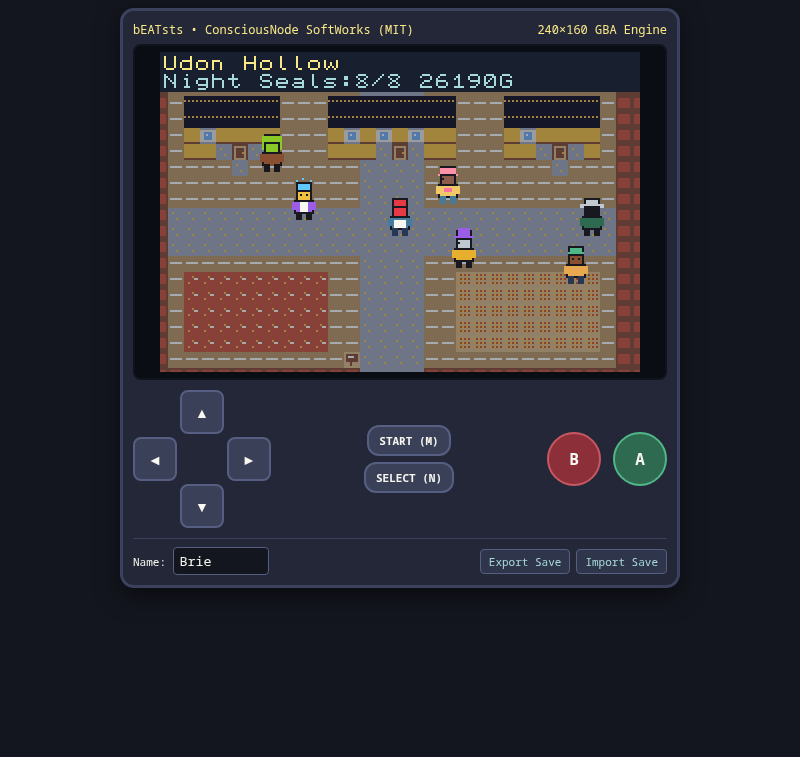 bEATsts • ConsciousNode SoftWorks (MIT)
240×160 GBA Engine
Udon Hollow
Night Seals:8/8 26190G
▲
◄ ►
▼
START (M)
SELECT (N)
B A
Name: Brie
Export Save Import Save